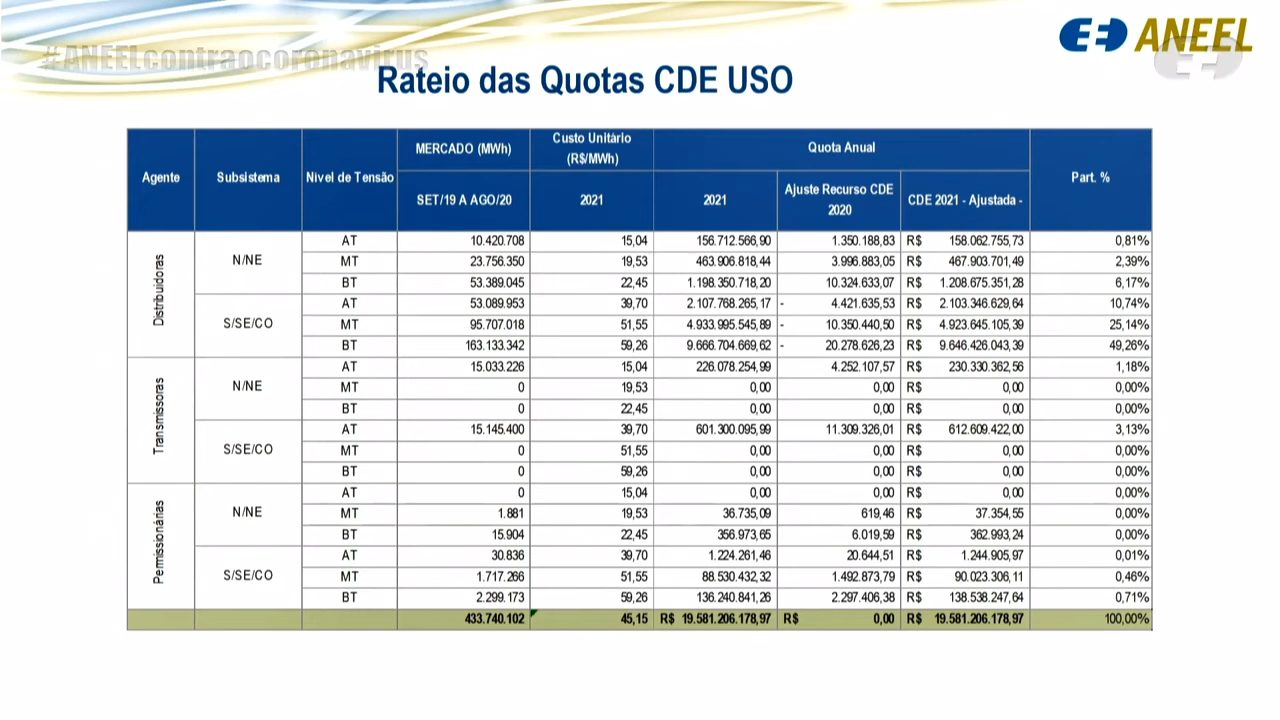 #ANEELcontraocoronavirus
ANEEL
Rateio das Quotas CDE USO
Agente Subsistema Nível de Tensão MERCADO (MWh) Custo Unitário (R$/MWh) Quota Anual Part. %
SET/19 A AGO/20 2021 2021 Ajuste Recurso CDE 2020 CDE 2021 - Ajustada -
Distribuidoras
N/NE
AT 10.420.708 15,04 156.712.566,90 1.350.188,83 R$ 158.062.755,73 0,81%
MT 23.756.350 19,53 463.906.818,44 3.996.883,05 R$ 467.903.701,49 2,39%
BT 53.389.045 22,45 1.198.350.718,20 10.324.633,07 R$ 1.208.675.351,28 6,17%
S/SE/CO
AT 53.089.953 39,70 2.107.768.265,17 - 4.421.635,53 R$ 2.103.346.629,64 10,74%
MT 95.707.018 51,55 4.933.995.545,89 - 10.350.440,50 R$ 4.923.645.105,39 25,14%
BT 163.133.342 59,26 9.666.704.669,62 - 20.278.626,23 R$ 9.646.426.043,39 49,26%
Transmissoras
N/NE
AT 15.033.226 15,04 226.078.254,99 4.252.107,57 R$ 230.330.362,56 1,18%
MT 0 19,53 0,00 0,00 R$ 0,00 0,00%
BT 0 22,45 0,00 0,00 R$ 0,00 0,00%
S/SE/CO
AT 15.145.400 39,70 601.300.095,99 11.309.326,01 R$ 612.609.422,00 3,13%
MT 0 51,55 0,00 0,00 R$ 0,00 0,00%
BT 0 59,26 0,00 0,00 R$ 0,00 0,00%
Permissionárias
N/NE
AT 0 15,04 0,00 0,00 R$ 0,00 0,00%
MT 1.881 19,53 36.735,09 619,46 R$ 37.354,55 0,00%
BT 15.904 22,45 356.973,65 6.019,59 R$ 362.993,24 0,00%
S/SE/CO
AT 30.836 39,70 1.224.261,46 20.644,51 R$ 1.244.905,97 0,01%
MT 1.717.266 51,55 88.530.432,32 1.492.873,79 R$ 90.023.306,11 0,46%
BT 2.299.173 59,26 136.240.841,26 2.297.406,38 R$ 138.538.247,64 0,71%
433.740.102 45,15 R$ 19.581.206.178,97 R$ 0,00 R$ 19.581.206.178,97 100,00%